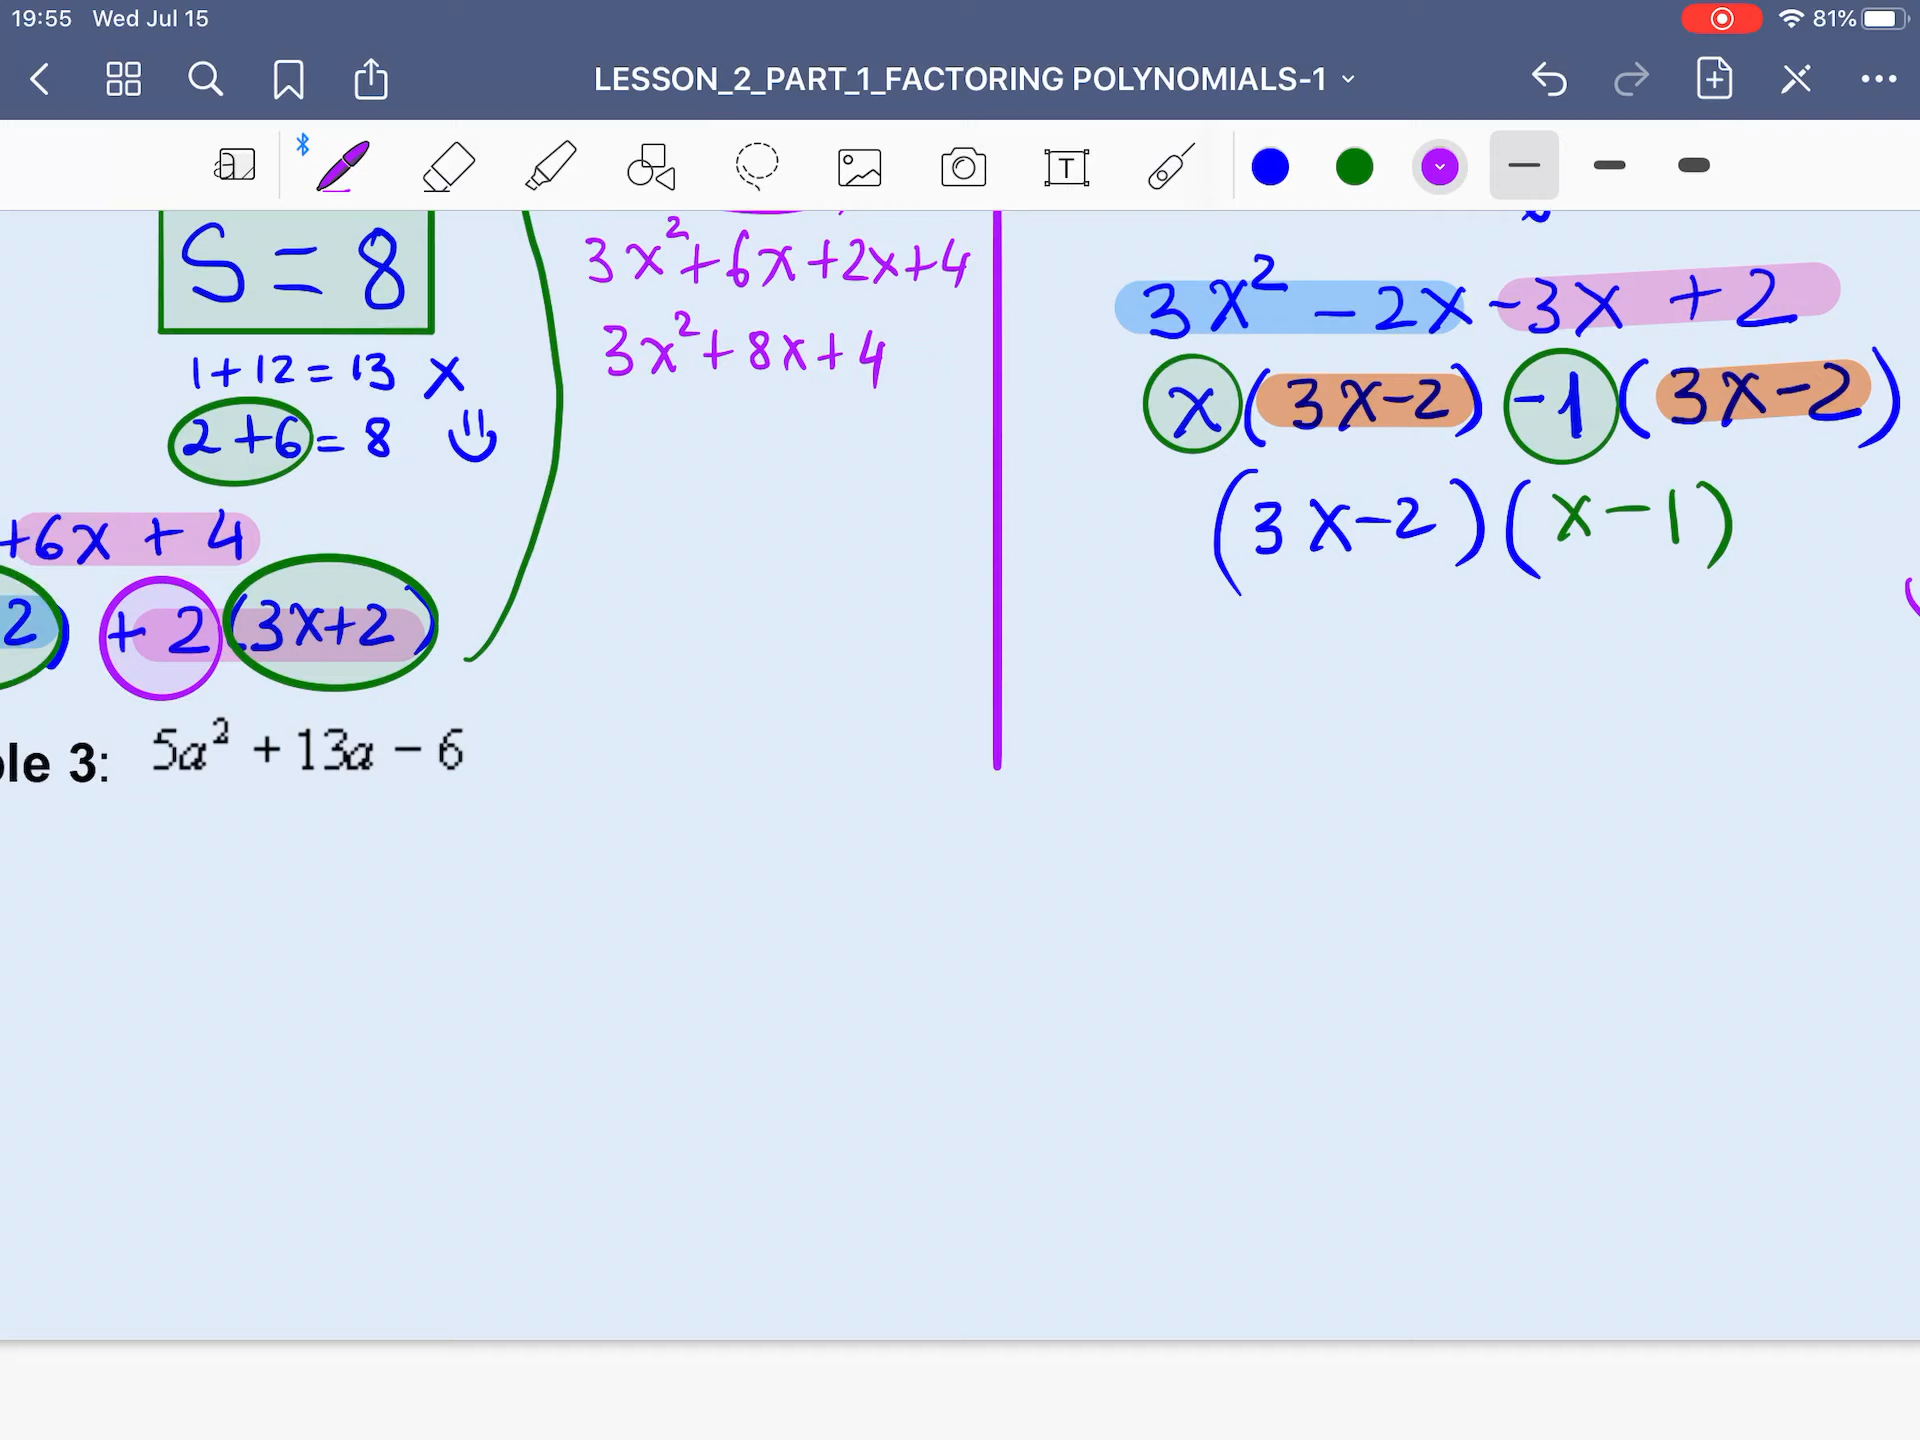 19:55 Wed Jul 15
81%
LESSON_2_PART_1_FACTORING POLYNOMIALS-1
S = 8
1+12=13 x
2+6=8
+6x + 4
2) + 2(3x+2)
3x²+6x+2x+4
3x²+8x+4
3x² - 2x - 3x + 2
x(3x-2) -1(3x-2)
(3x-2)(x-1)
le 3: 5a² + 13a − 6